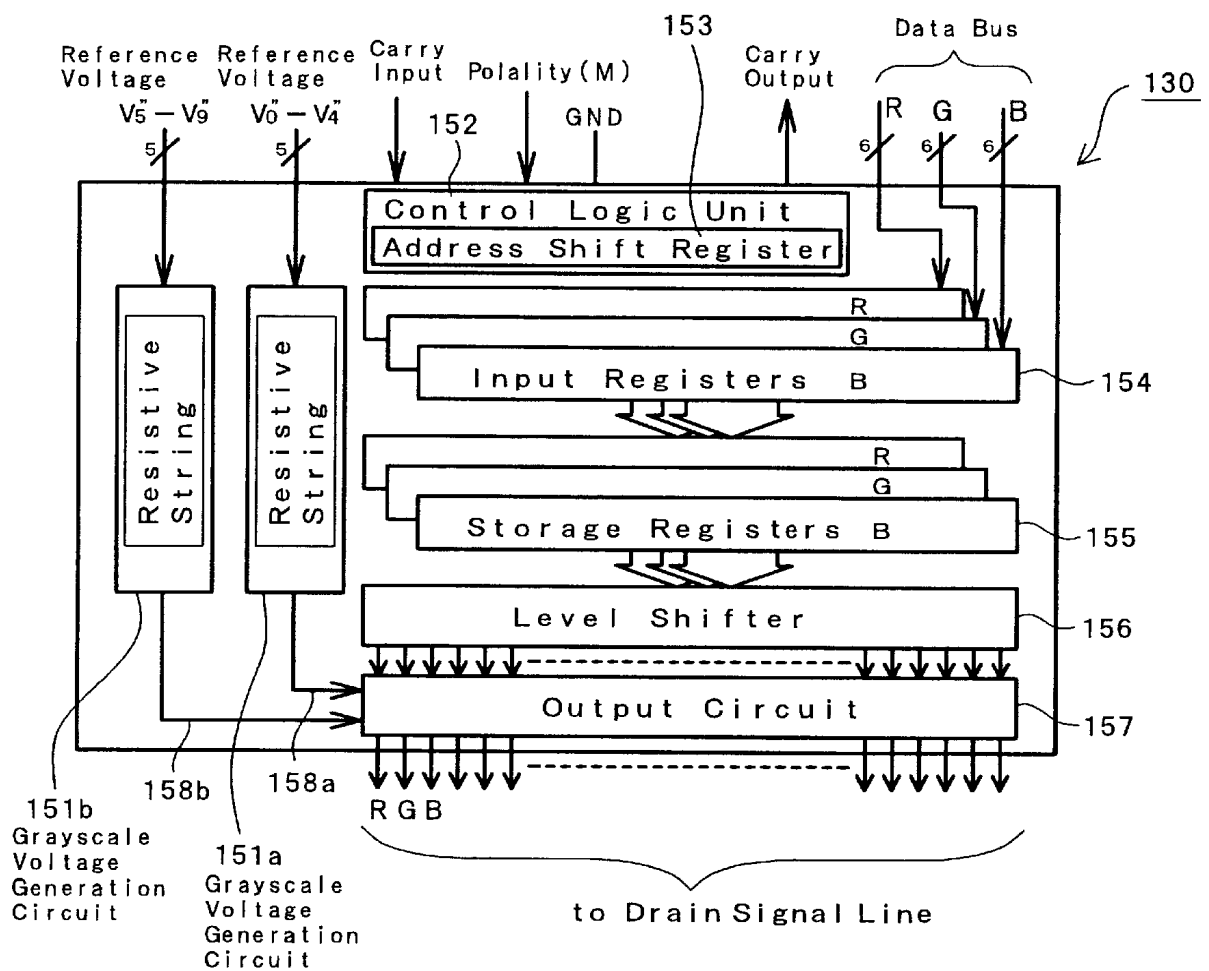 153
Data Bus
Reference
Voltage
V5" – V9"
Reference
Voltage
V0" – V4"
Carry
Input
Polality(M)
GND
Carry
Output
R G B
130
152
5
5
6
6
6
Control Logic Unit
Address Shift Register
R
G
Input Registers B
154
Resistive
String
Resistive
String
R
G
Storage Registers B
155
Level Shifter
156
Output Circuit
157
158b
158a
R G B
151b
Grayscale
Voltage
Generation
Circuit
151a
Grayscale
Voltage
Generation
Circuit
to Drain Signal Line